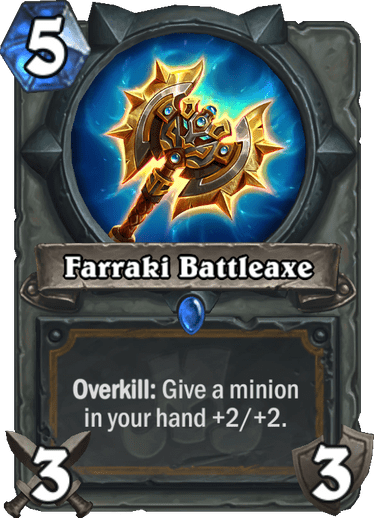 5
Farraki Battleaxe
Overkill: Give a minion
in your hand +2/+2.
3
3